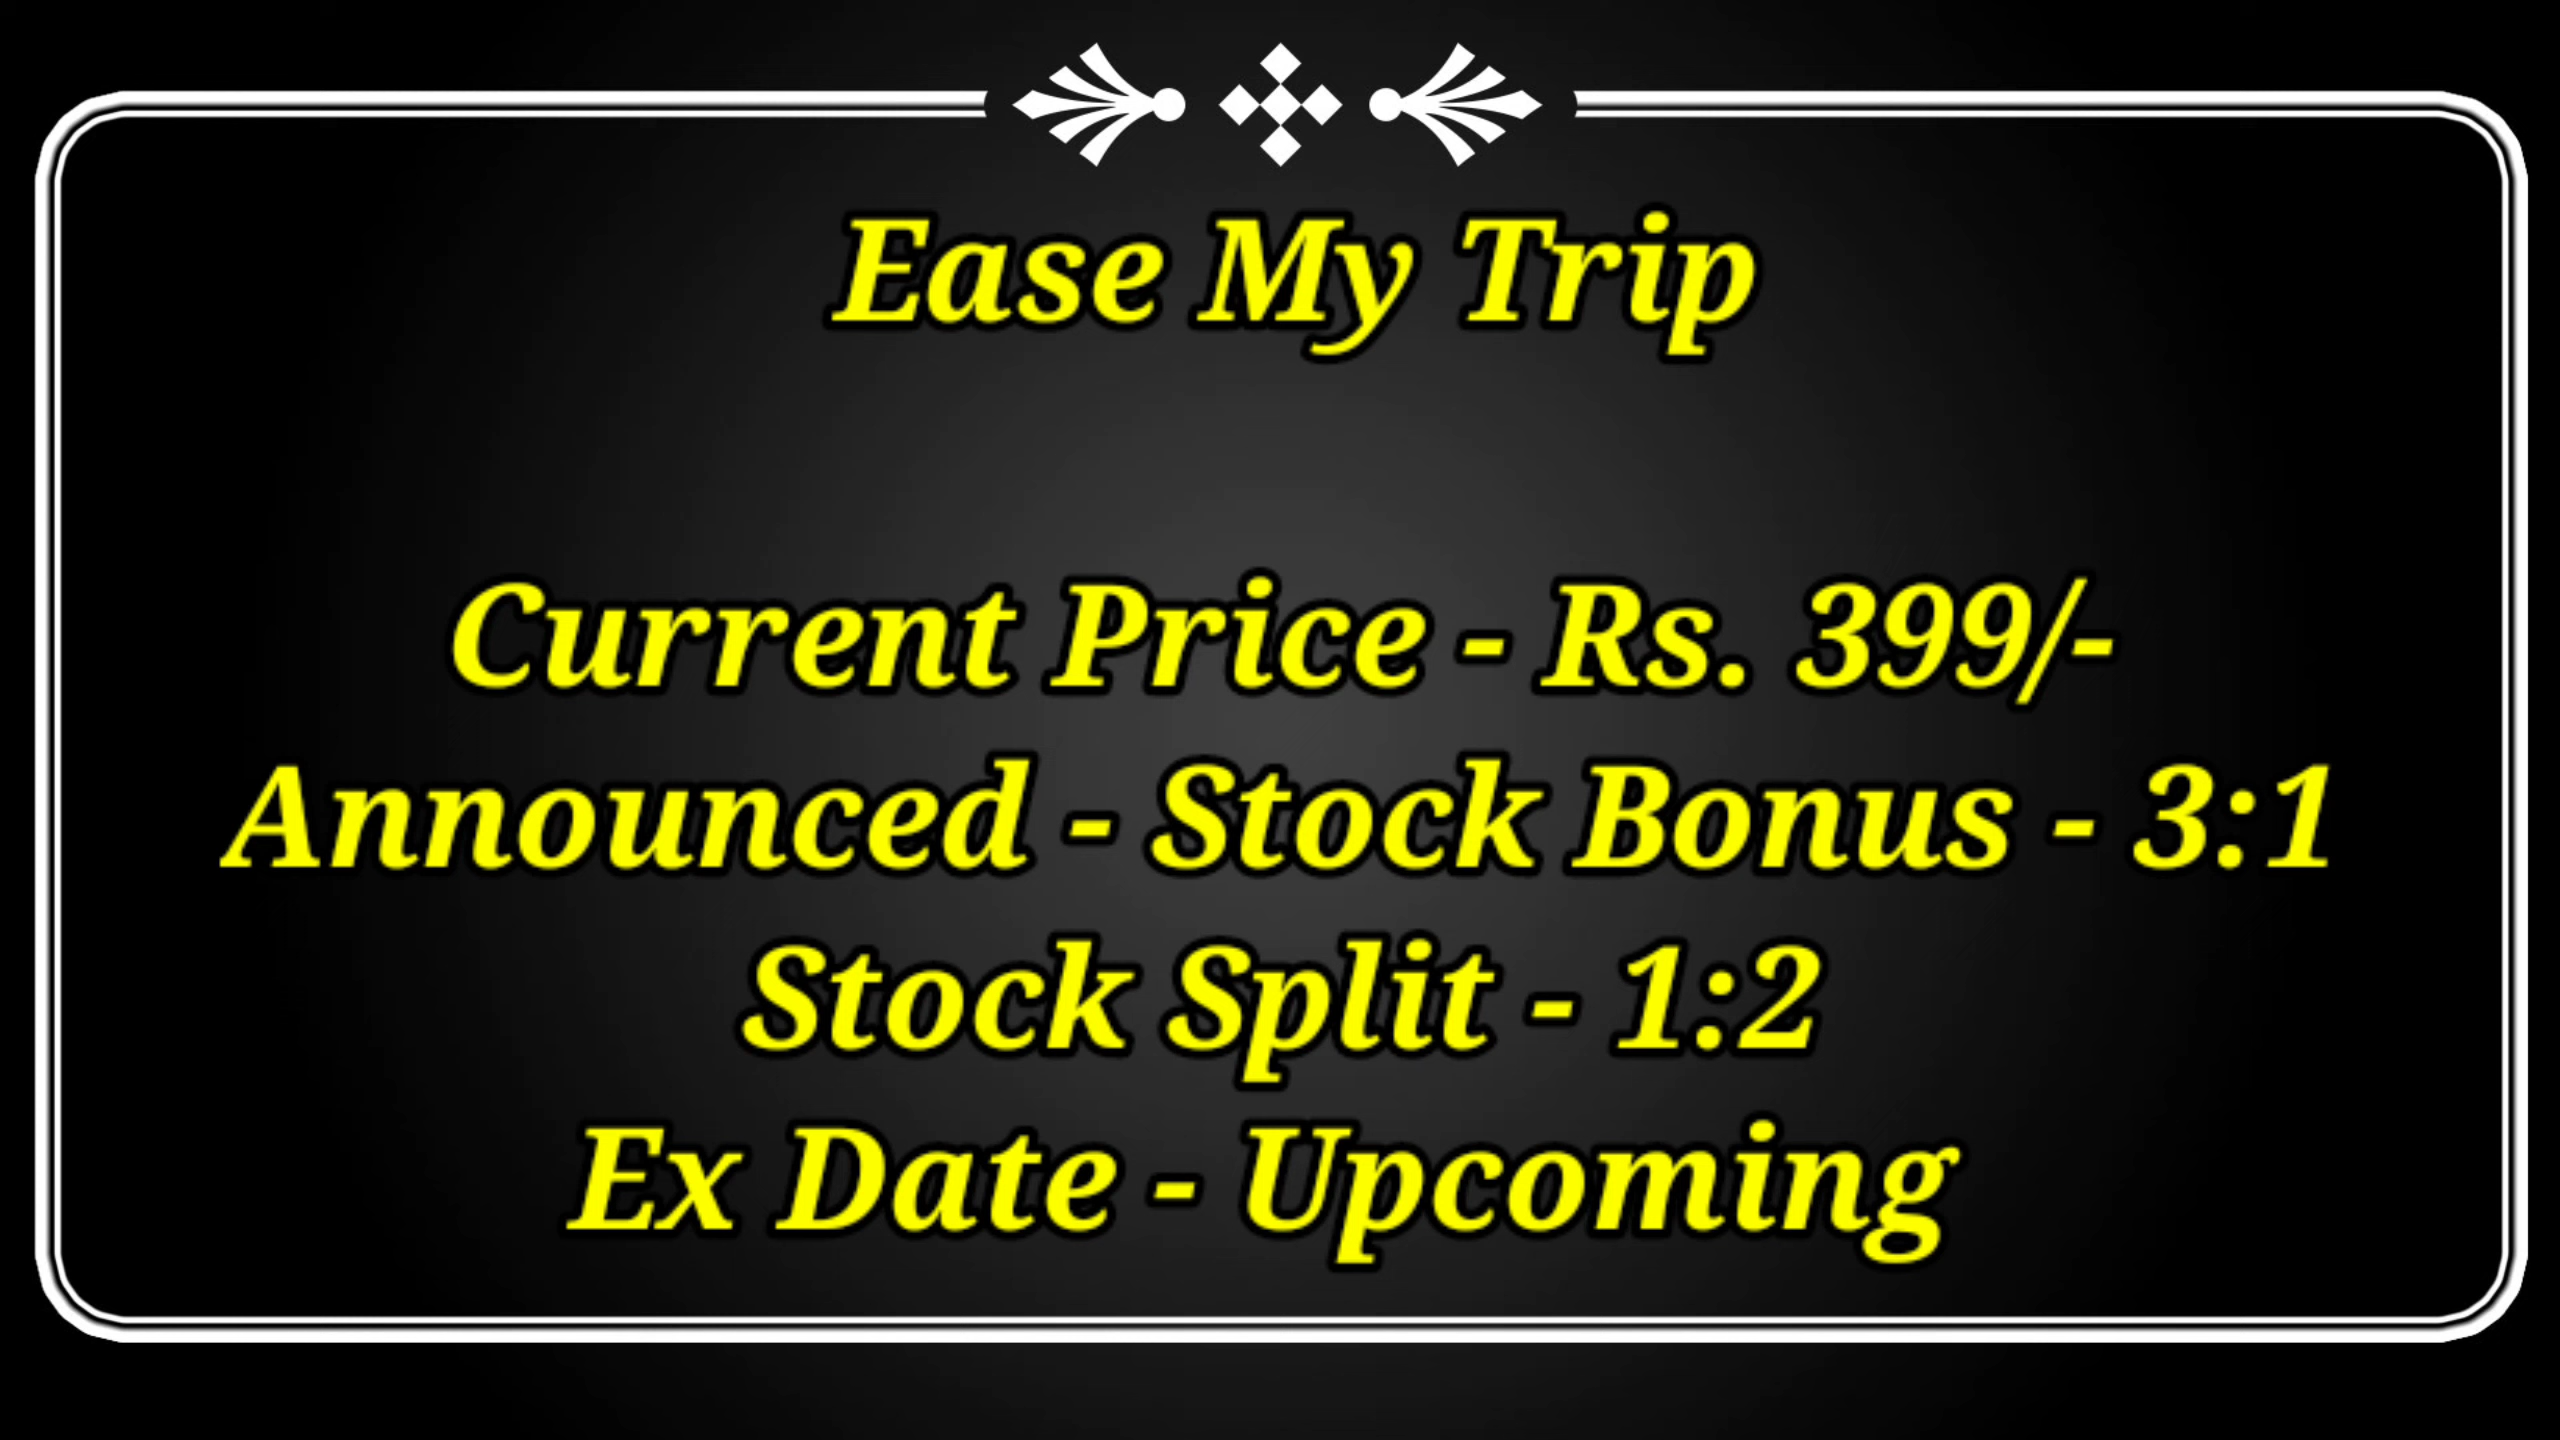 Ease My Trip
Current Price - Rs. 399/-
Announced - Stock Bonus - 3:1
Stock Split - 1:2
Ex Date - Upcoming